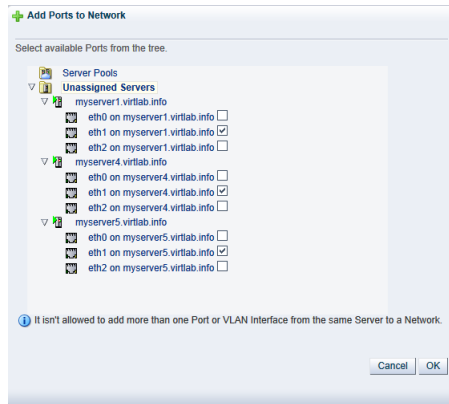 Add Ports to Network
Select available Ports from the tree.
Server Pools
Unassigned Servers
myserver1.virtlab.info
eth0 on myserver1.virtlab.info
eth1 on myserver1.virtlab.info
eth2 on myserver1.virtlab.info
myserver4.virtlab.info
eth0 on myserver4.virtlab.info
eth1 on myserver4.virtlab.info
eth2 on myserver4.virtlab.info
myserver5.virtlab.info
eth0 on myserver5.virtlab.info
eth1 on myserver5.virtlab.info
eth2 on myserver5.virtlab.info
It isn't allowed to add more than one Port or VLAN Interface from the same Server to a Network.
Cancel OK